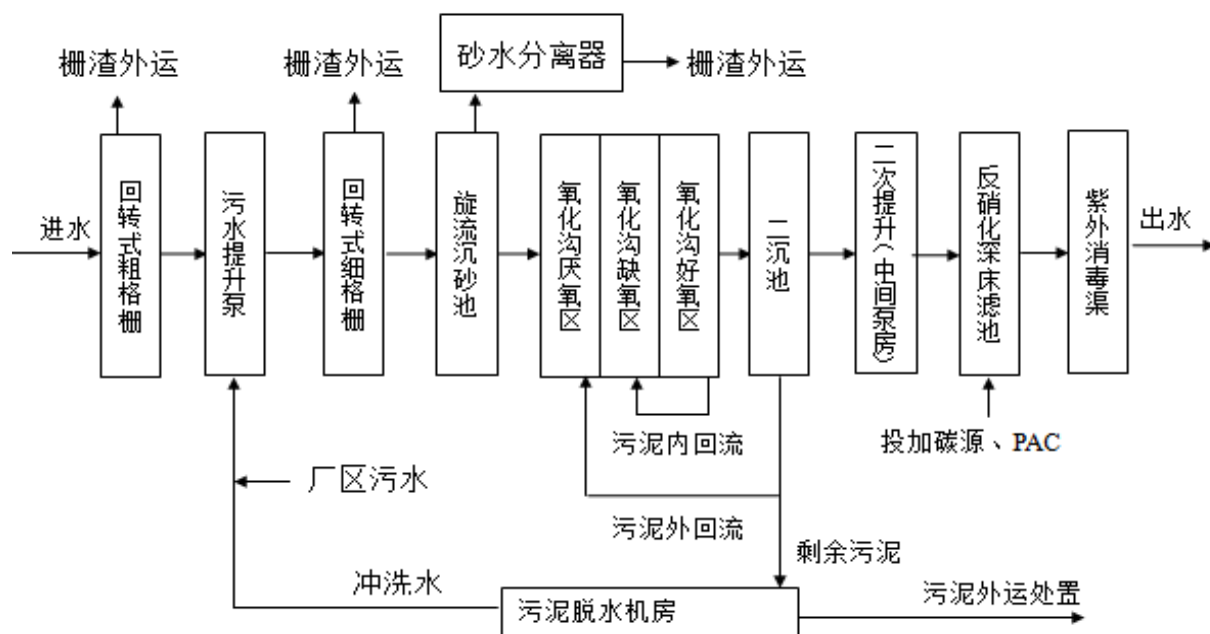 砂水分离器
栅渣外运
栅渣外运
栅渣外运
进水
回转式粗格栅
污水提升泵
回转式细格栅
旋流沉砂池
氧化沟厌氧区
氧化沟缺氧区
氧化沟好氧区
二沉池
二次提升（中间泵房）
反硝化深床滤池
紫外消毒渠
出水
污泥内回流
投加碳源、PAC
厂区污水
污泥外回流
剩余污泥
冲洗水
污泥脱水机房
污泥外运处置